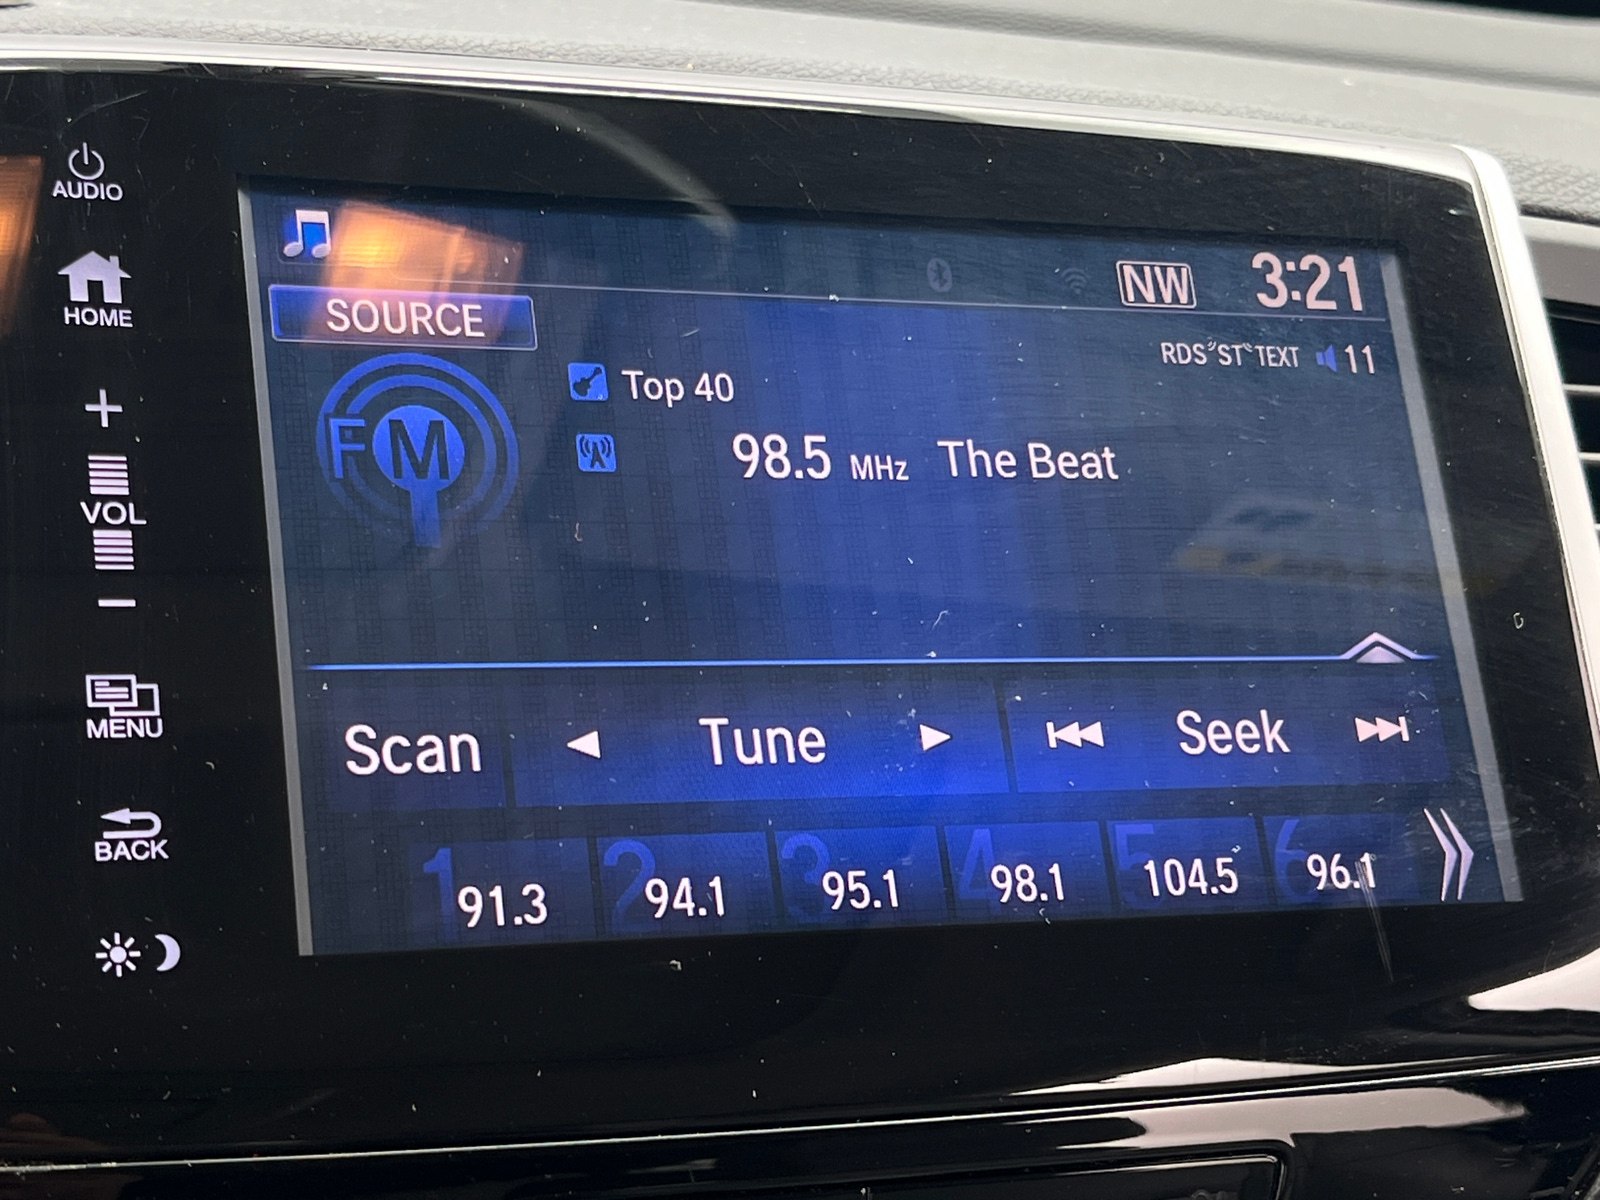 AUDIO
HOME
+
VOL
−
MENU
BACK
NW 3:21
SOURCE
RDS "ST" TEXT 11
FM
Top 40
98.5 MHz The Beat
Scan Tune Seek
1 91.3 2 94.1 3 95.1 4 98.1 5 104.5 6 96.1